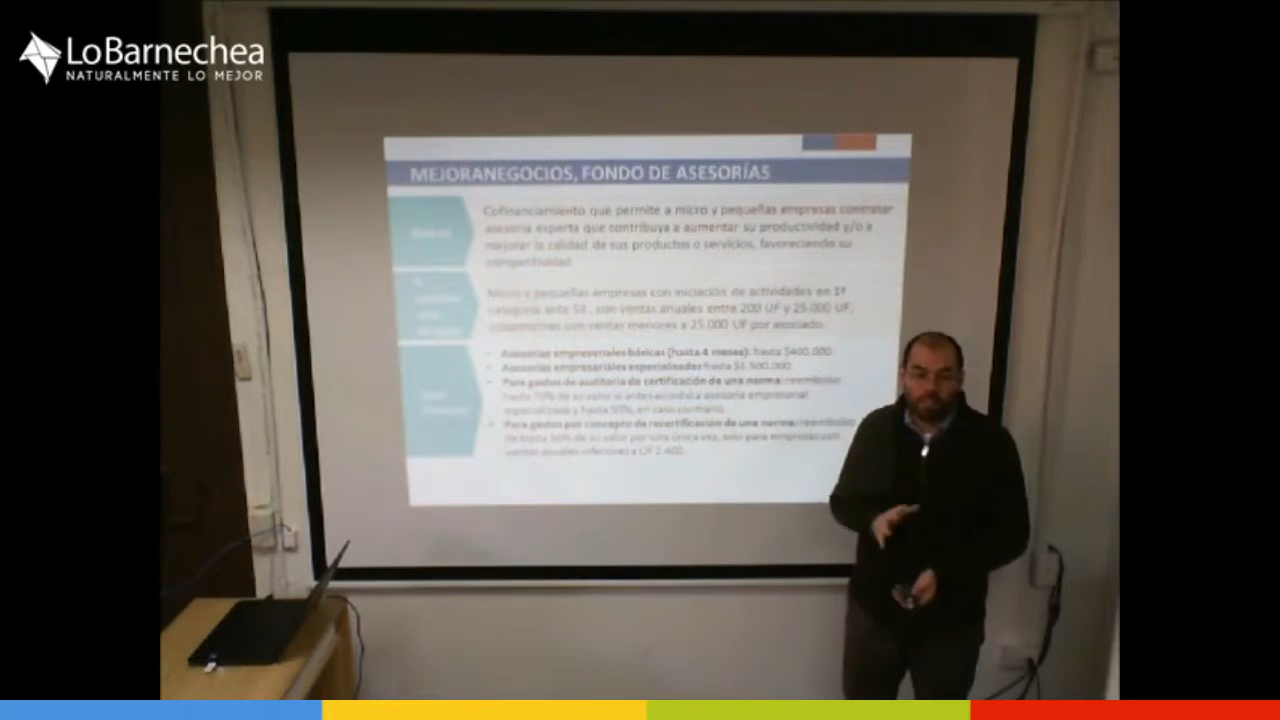 LoBarnechea
NATURALMENTE LO MEJOR
MEJORANEGOCIOS, FONDO DE ASESORÍAS
Cofinanciamiento que permite a micro y pequeñas empresas contratar
asesoría experta que contribuya a aumentar su productividad y/o a
mejorar la calidad de sus productos o servicios, favoreciendo su
competitividad.
Micro y pequeñas empresas con iniciación de actividades en 1ª
categoría ante SII, con ventas anuales entre 200 UF y 25.000 UF;
cooperativas con ventas menores a 25.000 UF por asociado.
• Asesorías empresariales básicas (hasta 4 meses): hasta $400.000.
• Asesorías empresariales especializadas hasta $1.500.000.
• Para gastos de auditoria de certificación de una norma: reembolso
hasta 70% de su valor si antes accedió a asesoría empresarial
especializada y hasta 50%, en caso contrario.
• Para gastos por concepto de recertificación de una norma: reembolso
de hasta 50% de su valor por una única vez, solo para empresas con
ventas anuales inferiores a UF 2.400.